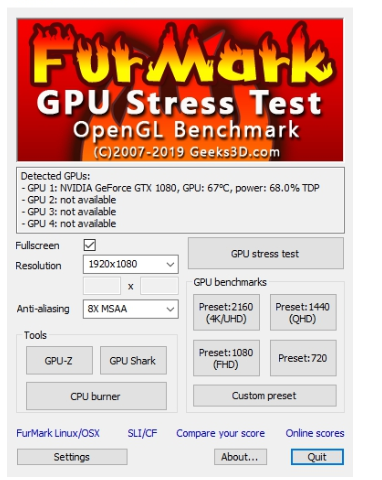 FurMark
GPU Stress Test
OpenGL Benchmark
(C)2007-2019 Geeks3D.com
Detected GPUs:
- GPU 1: NVIDIA GeForce GTX 1080, GPU: 67ºC, power: 68.0% TDP
- GPU 2: not available
- GPU 3: not available
- GPU 4: not available
Fullscreen
Resolution 1920x1080
x
Anti-aliasing 8X MSAA
GPU stress test
GPU benchmarks
Preset:2160
(4K/UHD)
Preset:1440
(QHD)
Preset:1080
(FHD)
Preset:720
Custom preset
Tools
GPU-Z GPU Shark
CPU burner
FurMark Linux/OSX SLI/CF Compare your score Online scores
Settings About... Quit